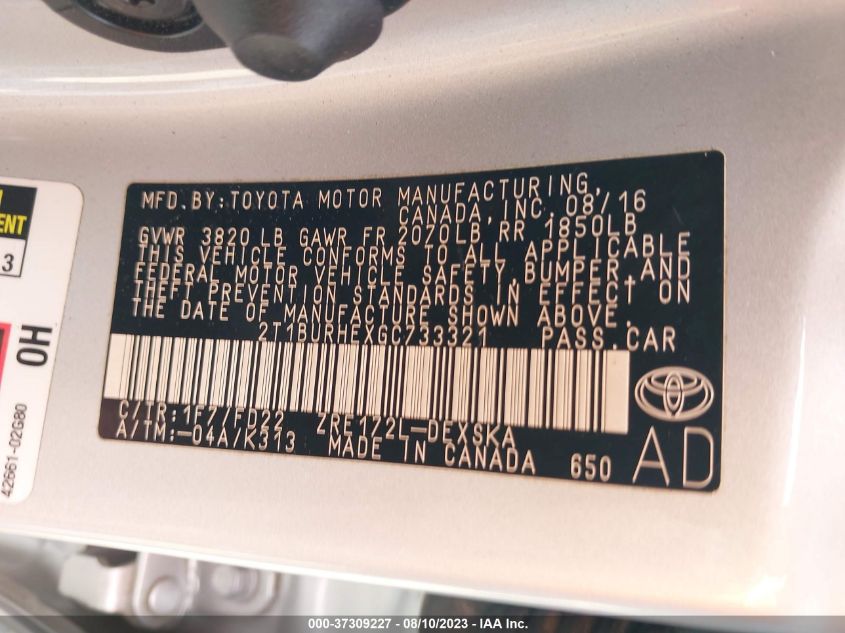 MFD. BY: TOYOTA MOTOR MANUFACTURING,
CANADA, INC. 08/16
GVWR 3820 LB GAWR FR 2070LB, RR 1850LB
THIS VEHICLE CONFORMS TO ALL APPLICABLE
FEDERAL MOTOR VEHICLE SAFETY, BUMPER, AND
THEFT PREVENTION STANDARDS IN EFFECT ON
THE DATE OF MANUFACTURE SHOWN ABOVE.
2T1BURHEXGC733321 PASS.CAR
C/TR: 1F7/FD22 ZRE172L-DEXSKA
A/TM: -04A/K313 MADE IN CANADA 650
AD
3
OH
42661-02G80
000-37309227 - 08/10/2023 - IAA Inc.